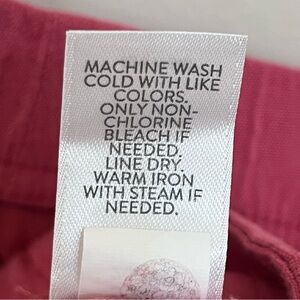 MACHINE WASH
COLD WITH LIKE
COLORS.
ONLY NON-
CHLORINE
BLEACH IF
NEEDED.
LINE DRY.
WARM IRON
WITH STEAM IF
NEEDED.